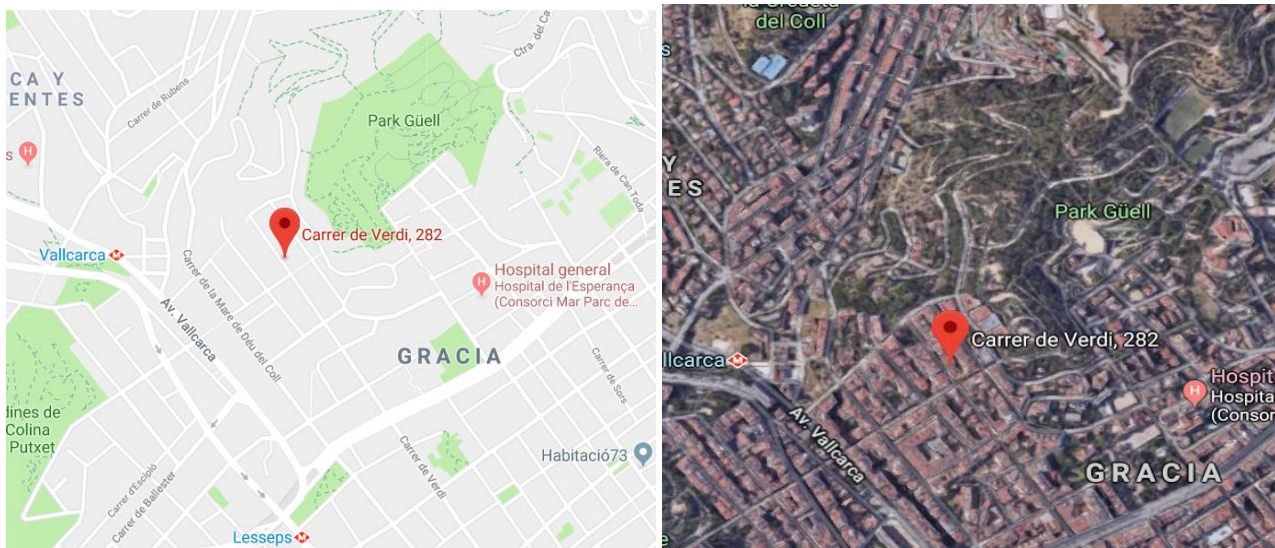 CA Y
ENTES
Carrer de Rubens
Ctra. del Ca
Park Güell
H
s
Riera de Can Toda
Carrer de Verdi, 282
Vallcarca
M
Carrer de la Mare de Déu del Coll
Av. Vallcarca
H
Hospital general
Hospital de l'Esperança
(Consorci Mar Parc de...
GRACIA
Carrer de Sors
dines de
Colina
Putxet
Carrer de Verdi
Habitació73
Carrer d'Escipió
Carrer de Ballester
Lesseps
M
del Coll
s
Y
ES
Park Güell
Carrer de Verdi, 282
llcarca
M
H
Hospit
Hospita
(Consor
Av. Vallcarca
GRACIA
e